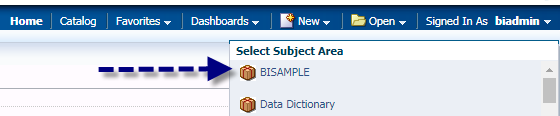 Home Catalog Favorites Dashboards New Open Signed In As biadmin
Select Subject Area
BISAMPLE
Data Dictionary